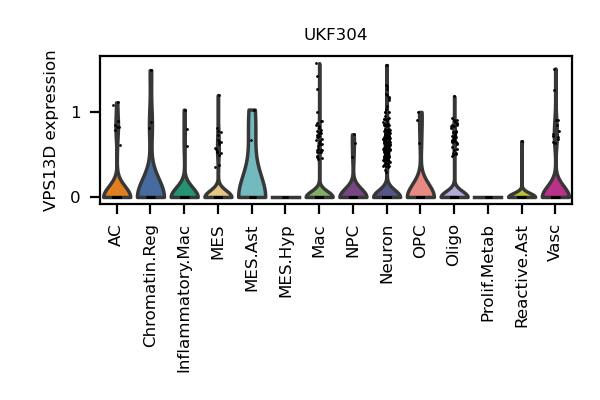 UKF304
VPS13D expression
1
0
AC
Chromatin.Reg
Inflammatory.Mac
MES
MES.Ast
MES.Hyp
Mac
NPC
Neuron
OPC
Oligo
Prolif.Metab
Reactive.Ast
Vasc